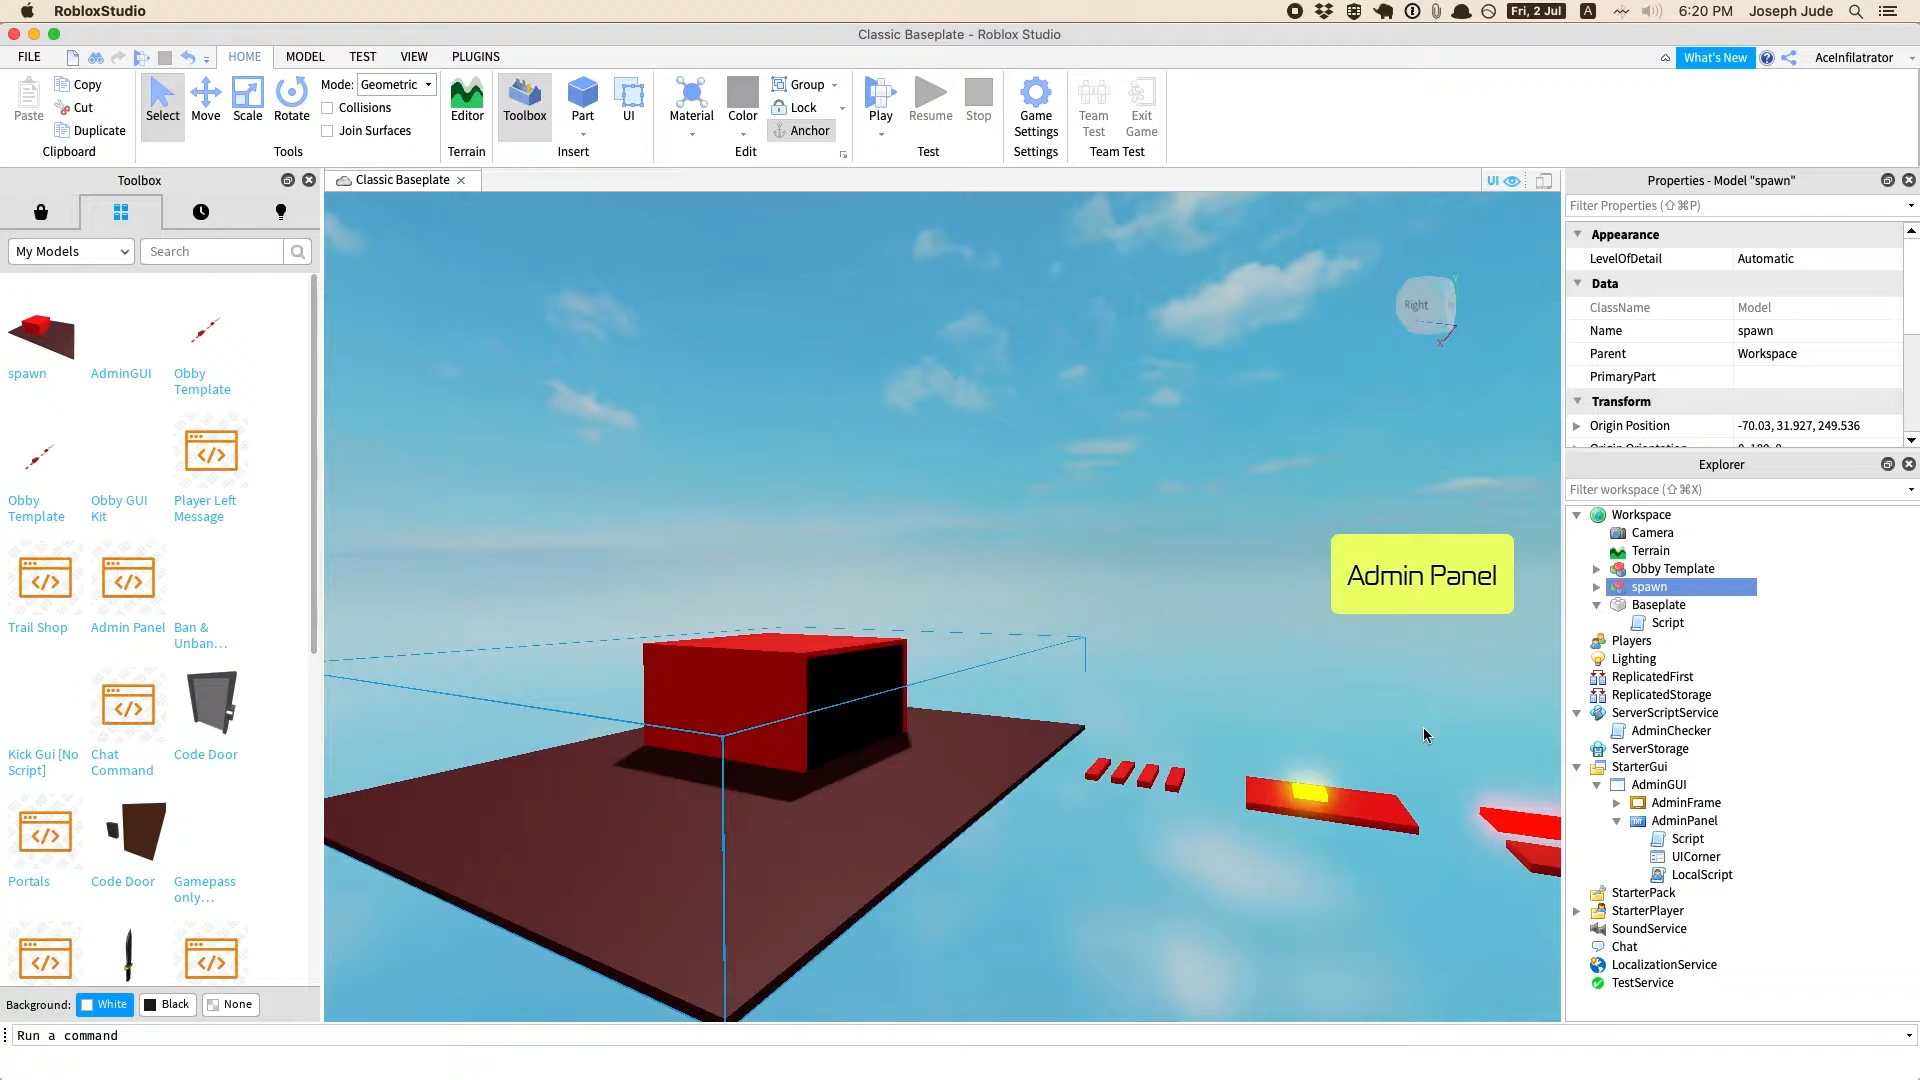 RobloxStudio
Fri, 2 Jul
A
6:20 PM
Joseph Jude
Classic Baseplate - Roblox Studio
FILE
HOME
MODEL
TEST
VIEW
PLUGINS
What's New
AceInfilatrator
Paste
Copy
Cut
Duplicate
Clipboard
Select
Move
Scale
Rotate
Mode: Geometric
Collisions
Join Surfaces
Tools
Editor
Terrain
Toolbox
Part
UI
Insert
Material
Color
Group
Lock
Anchor
Edit
Play
Resume
Stop
Test
Game
Settings
Settings
Team
Test
Exit
Game
Team Test
Toolbox
My Models
Search
spawn
AdminGUI
Obby
Template
Obby
Template
Obby GUI
Kit
Player Left
Message
Trail Shop
Admin Panel
Ban &
Unban...
Kick Gui [No
Script]
Chat
Command
Code Door
Portals
Code Door
Gamepass
only...
Background:
White
Black
None
Run a command
Classic Baseplate
UI
Right
Y
X
Admin Panel
Properties - Model "spawn"
Filter Properties (⇧⌘P)
Appearance
LevelOfDetail Automatic
Data
ClassName Model
Name spawn
Parent Workspace
PrimaryPart
Transform
Origin Position -70.03, 31.927, 249.536
Explorer
Filter workspace (⇧⌘X)
Workspace
Camera
Terrain
Obby Template
spawn
Baseplate
Script
Players
Lighting
ReplicatedFirst
ReplicatedStorage
ServerScriptService
AdminChecker
ServerStorage
StarterGui
AdminGUI
AdminFrame
AdminPanel
Script
UICorner
LocalScript
StarterPack
StarterPlayer
SoundService
Chat
LocalizationService
TestService